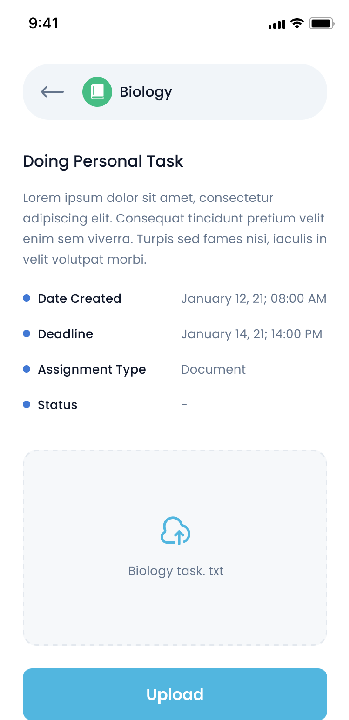 9:41
Biology
Doing Personal Task
Lorem ipsum dolor sit amet, consectetur
adipiscing elit. Consequat tincidunt pretium velit
enim sem viverra. Turpis sed fames nisi, iaculis in
velit volutpat morbi.
Date Created January 12, 21; 08:00 AM
Deadline January 14, 21; 14:00 PM
Assignment Type Document
Status -
Biology task. txt
Upload